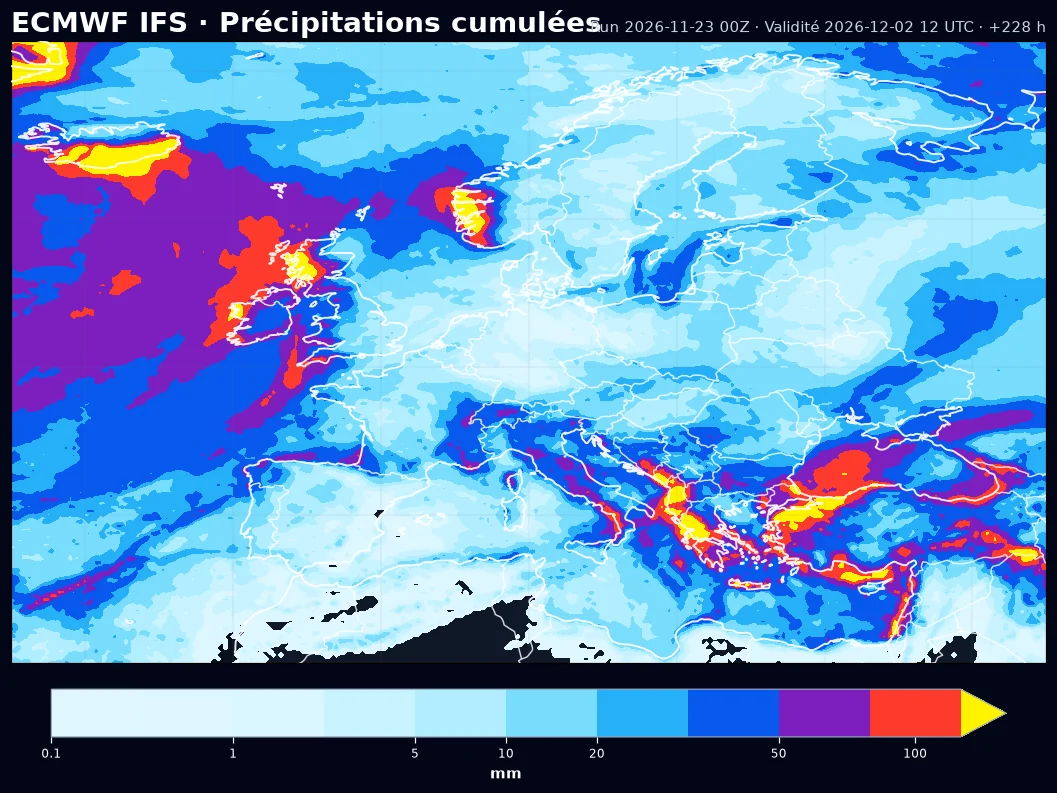 ECMWF IFS · Précipitations cumulées
Run 2026-11-23 00Z · Validité 2026-12-02 12 UTC · +228 h
0.1 1 5 10 20 50 100
mm